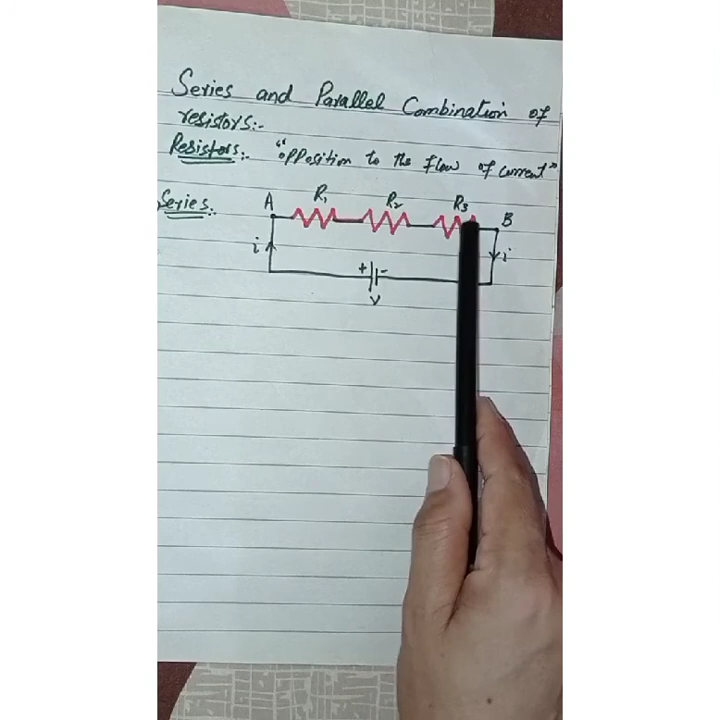 Series and Parallel Combination of
resistors:-
Resistors:- "opposition to the flow of current"
Series:-
A R₁ R₂ R₃ B
i i
+ -
V